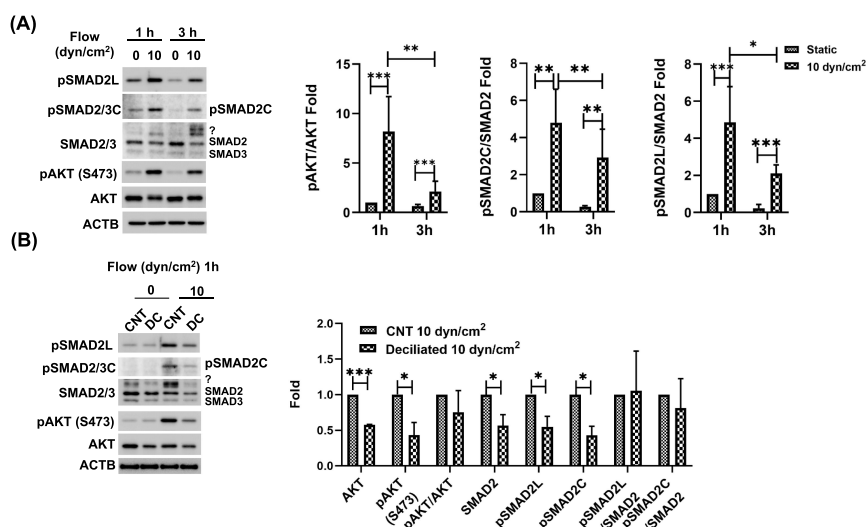 (A)
Flow
(dyn/cm²)
1 h 3 h
0 10 0 10
pSMAD2L
pSMAD2/3C pSMAD2C
?
SMAD2/3 SMAD2
SMAD3
pAKT (S473)
AKT
ACTB
pAKT/AKT Fold
15
10
5
0
1h 3h
*** ** ***
pSMAD2C/SMAD2 Fold
8
6
4
2
0
1h 3h
** ** **
pSMAD2L/SMAD2 Fold
8
6
4
2
0
1h 3h
*** * ***
Static
10 dyn/cm²
(B)
Flow (dyn/cm²) 1h
0 10
CNT DC CNT DC
pSMAD2L
pSMAD2/3C pSMAD2C
?
SMAD2/3 SMAD2
SMAD3
pAKT (S473)
AKT
ACTB
Fold
2.0
1.5
1.0
0.5
0.0
CNT 10 dyn/cm²
Deciliated 10 dyn/cm²
*** * * * *
AKT
pAKT
(S473)
pAKT/AKT
SMAD2
pSMAD2L
pSMAD2C
pSMAD2L
/SMAD2
pSMAD2C
/SMAD2